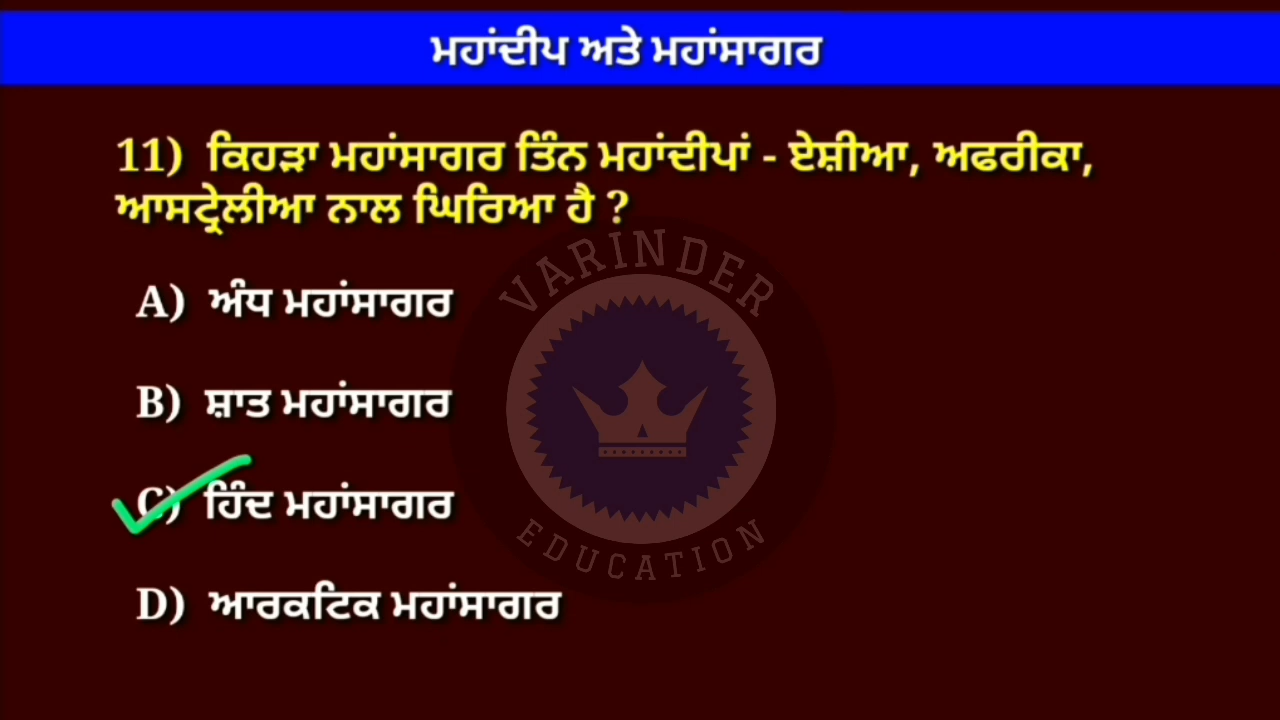 ਮਹਾਂਦੀਪ ਅਤੇ ਮਹਾਂਸਾਗਰ
11) ਕਿਹੜਾ ਮਹਾਂਸਾਗਰ ਤਿੰਨ ਮਹਾਂਦੀਪਾਂ - ਏਸ਼ੀਆ, ਅਫਰੀਕਾ,
ਆਸਟ੍ਰੇਲੀਆ ਨਾਲ ਘਿਰਿਆ ਹੈ ?
A) ਅੰਧ ਮਹਾਂਸਾਗਰ
B) ਸ਼ਾਤ ਮਹਾਂਸਾਗਰ
C) ਹਿੰਦ ਮਹਾਂਸਾਗਰ
D) ਆਰਕਟਿਕ ਮਹਾਂਸਾਗਰ
VARINDER
EDUCATION